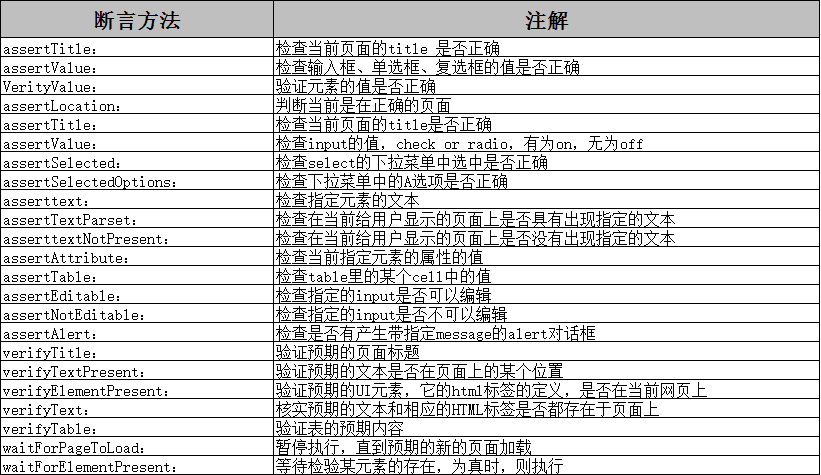 断言方法 注解
assertTitle: 检查当前页面的title 是否正确
assertValue: 检查输入框、单选框、复选框的值是否正确
VerityValue: 验证元素的值是否正确
assertLocation: 判断当前是在正确的页面
assertTitle: 检查当前页面的title是否正确
assertValue: 检查input的值, check or radio, 有为on, 无为off
assertSelected: 检查select的下拉菜单中选中是否正确
assertSelectedOptions: 检查下拉菜单中的A选项是否正确
asserttext: 检查指定元素的文本
assertTextParset: 检查在当前给用户显示的页面上是否具有出现指定的文本
asserttextNotPresent: 检查在当前给用户显示的页面上是否没有出现指定的文本
assertAttribute: 检查当前指定元素的属性的值
assertTable: 检查table里的某个cell中的值
assertEditable: 检查指定的input是否可以编辑
assertNotEditable: 检查指定的input是否不可以编辑
assertAlert: 检查是否有产生带指定message的alert对话框
verifyTitle: 验证预期的页面标题
verifyTextPresent: 验证预期的文本是否在页面上的某个位置
verifyElementPresent: 验证预期的UI元素, 它的html标签的定义, 是否在当前网页上
verifyText: 核实预期的文本和相应的HTML标签是否都存在于页面上
verifyTable: 验证表的预期内容
waitForPageToLoad: 暂停执行, 直到预期的新的页面加载
waitForElementPresent: 等待检验某元素的存在, 为真时, 则执行